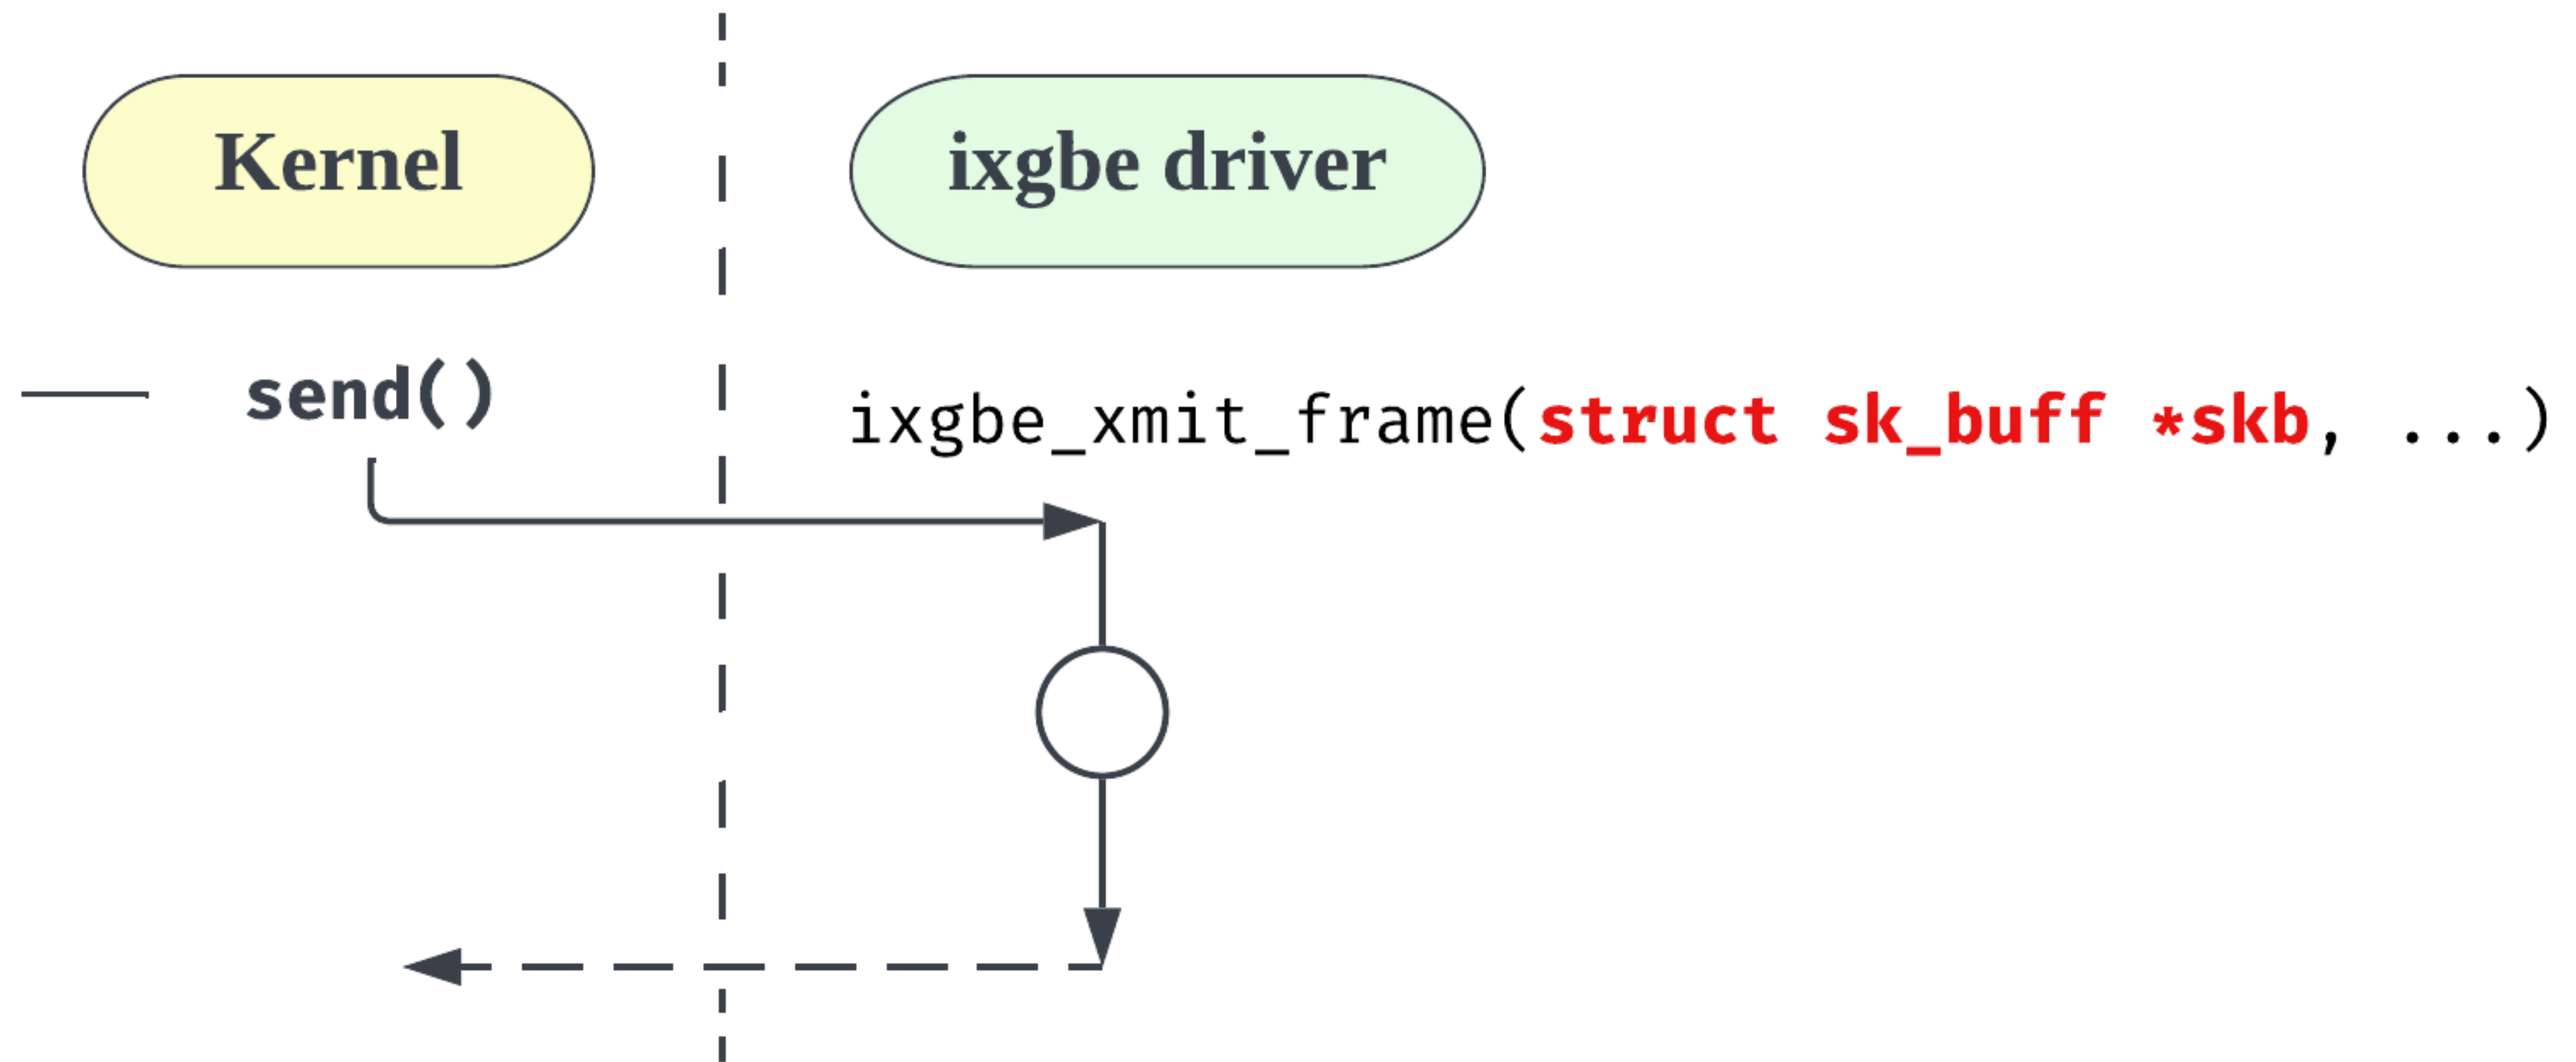 Kernel
ixgbe driver
send()
ixgbe_xmit_frame(struct sk_buff *skb, ...)